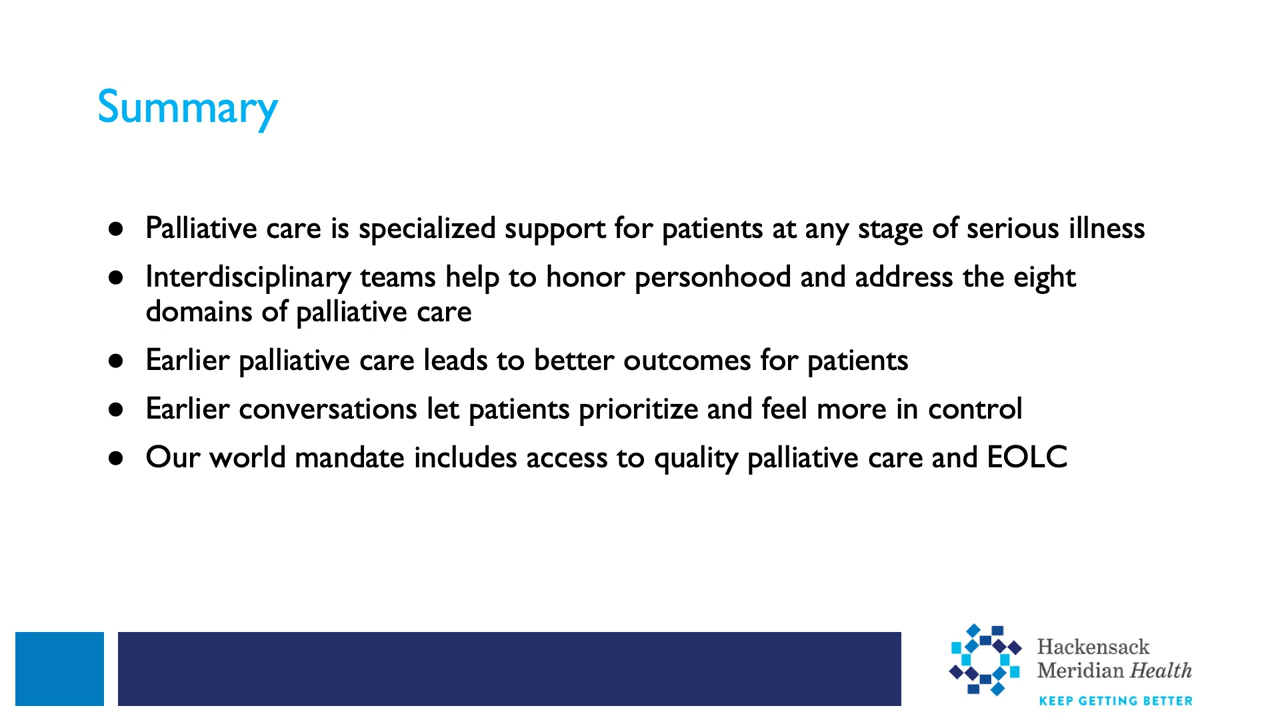 Summary
● Palliative care is specialized support for patients at any stage of serious illness
● Interdisciplinary teams help to honor personhood and address the eight
domains of palliative care
● Earlier palliative care leads to better outcomes for patients
● Earlier conversations let patients prioritize and feel more in control
● Our world mandate includes access to quality palliative care and EOLC
Hackensack
Meridian Health
KEEP GETTING BETTER